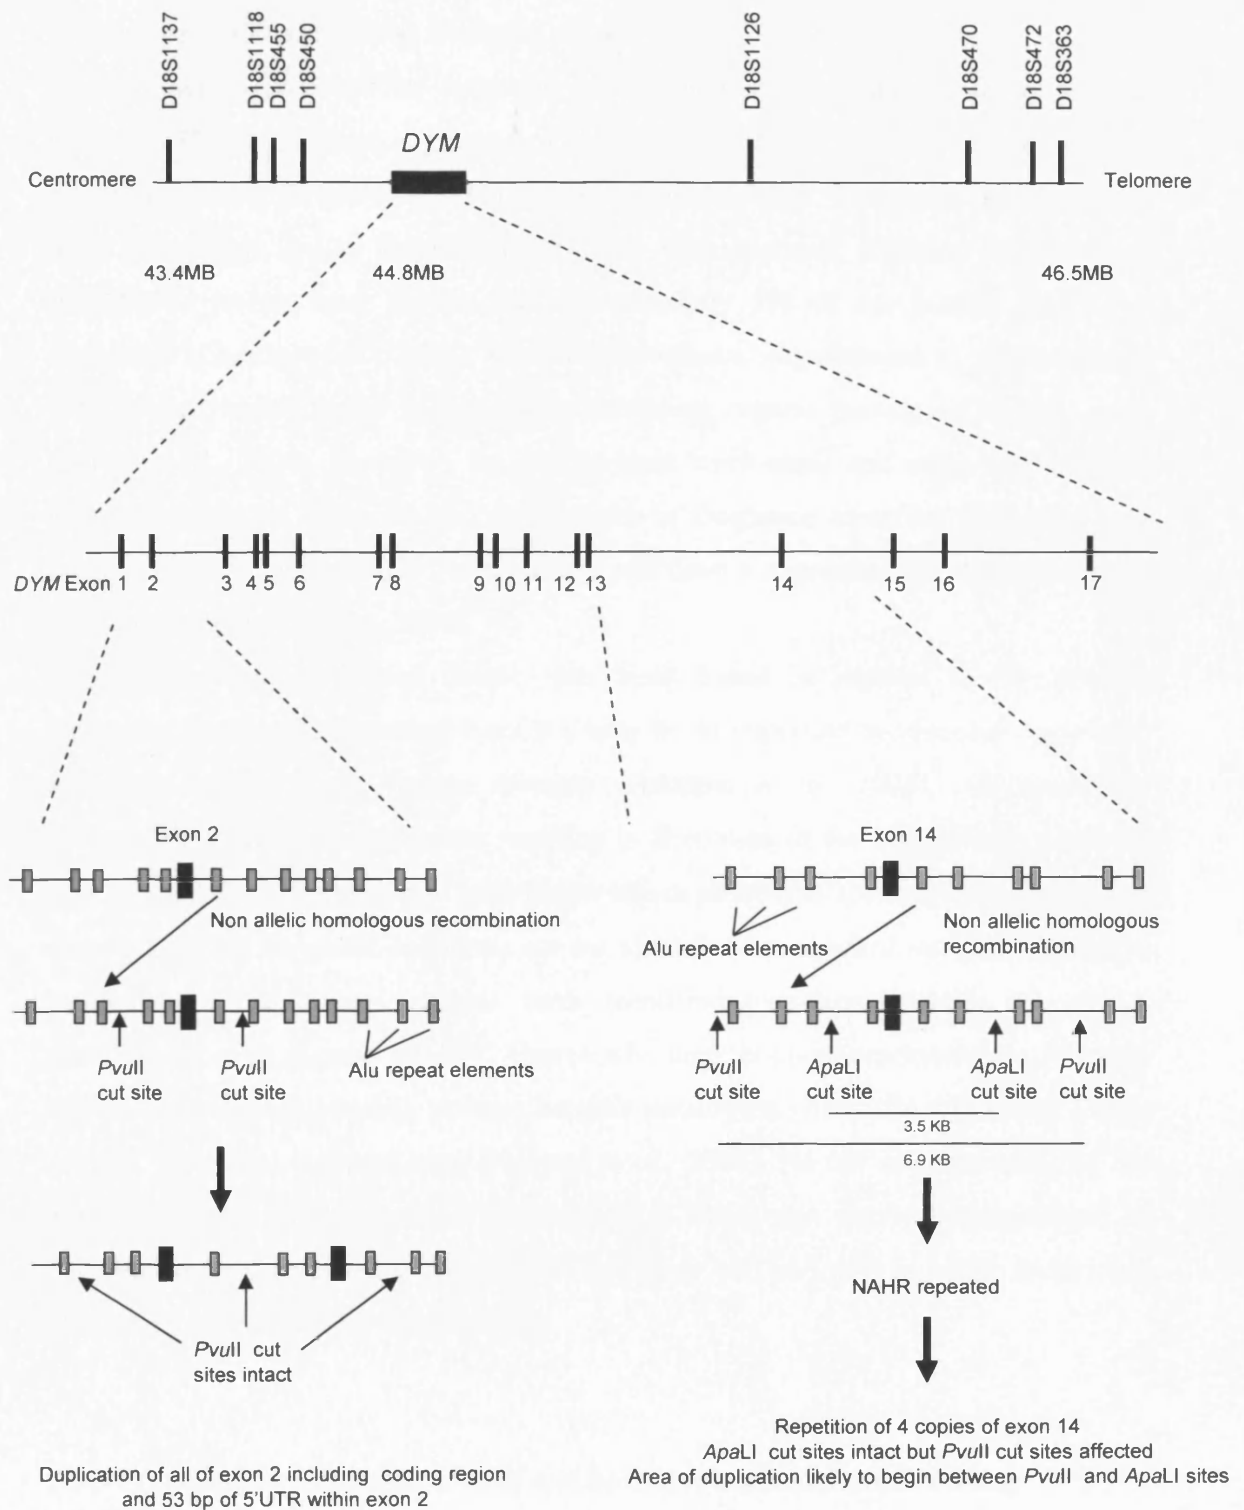 D18S1137
D18S1118
D18S455
D18S450
D18S1126
D18S470
D18S472
D18S363
DYM
Centromere
Telomere
43.4MB
44.8MB
46.5MB
DYM Exon 1 2 3 4 5 6 7 8 9 10 11 12 13 14 15 16 17
Exon 2
Non allelic homologous recombination
PvuII
cut site
PvuII
cut site
Alu repeat elements
PvuII cut
sites intact
Duplication of all of exon 2 including coding region
and 53 bp of 5'UTR within exon 2
Exon 14
Alu repeat elements
Non allelic homologous
recombination
PvuII
cut site
ApaLI
cut site
ApaLI
cut site
PvuII
cut site
3.5 KB
6.9 KB
NAHR repeated
Repetition of 4 copies of exon 14
ApaLI cut sites intact but PvuII cut sites affected
Area of duplication likely to begin between PvuII and ApaLI sites